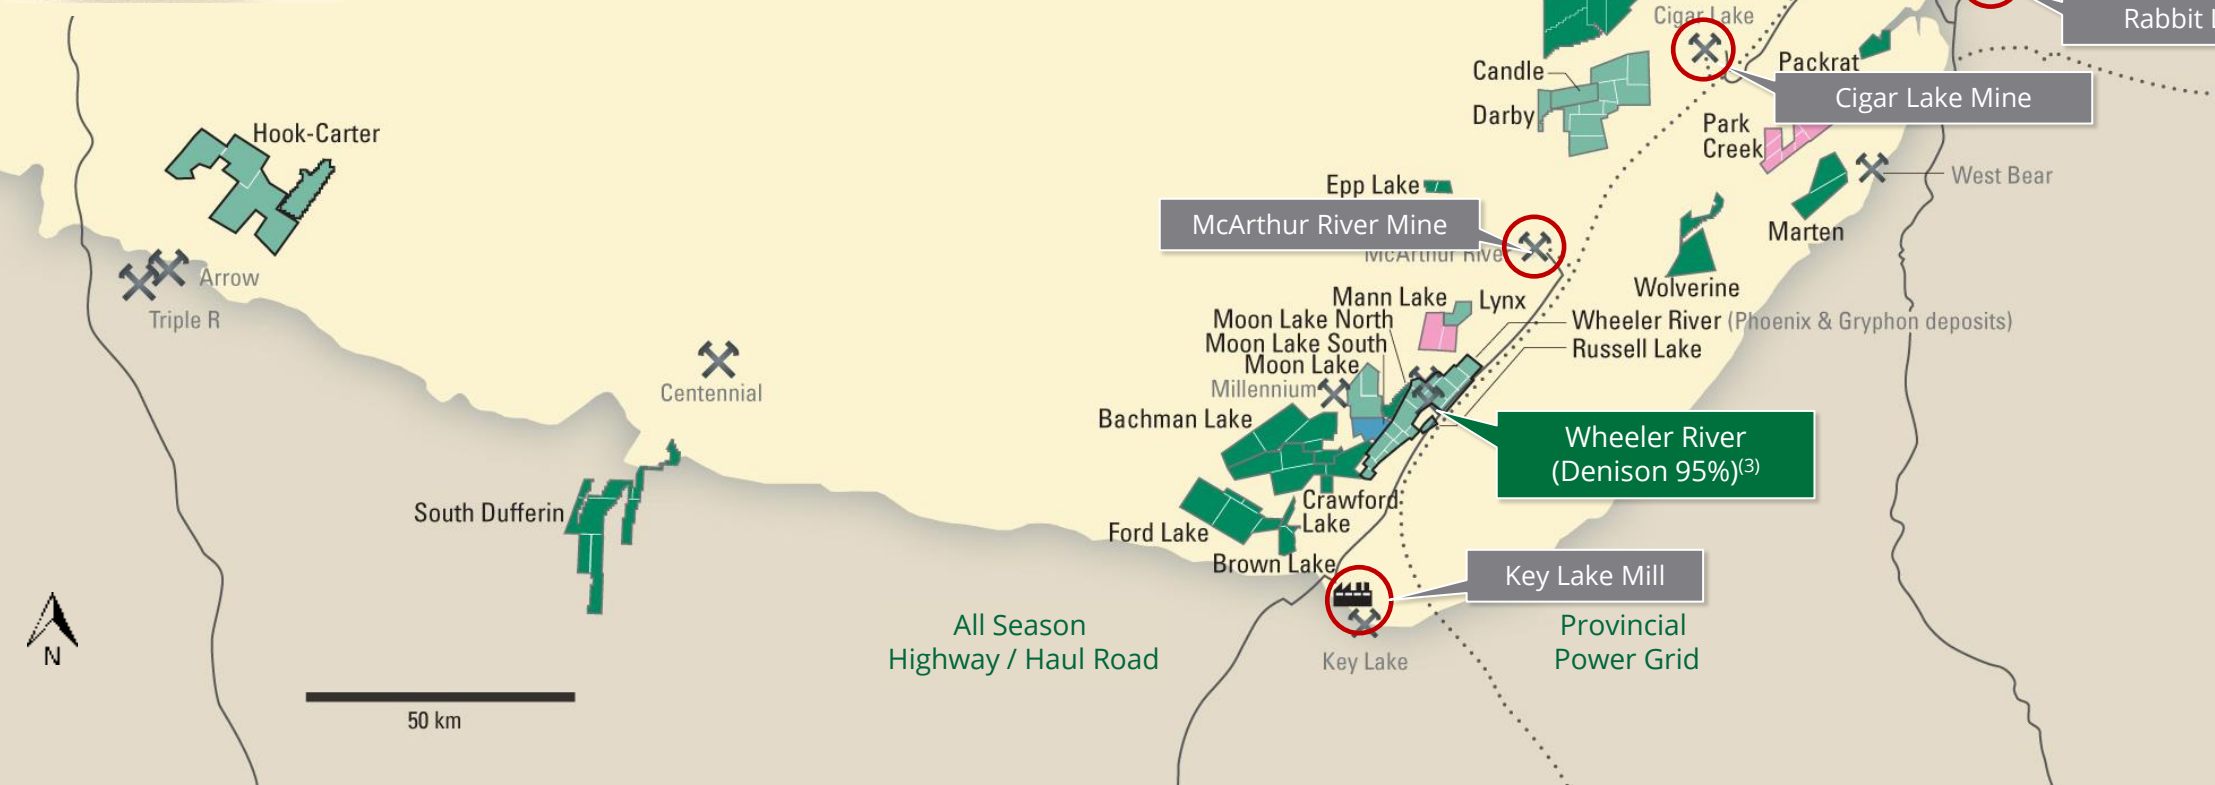 Cigar Lake
Rabbit
Candle
Packrat
Cigar Lake Mine
Darby
Hook-Carter
Park
Creek
West Bear
Epp Lake
McArthur River Mine
McArthur River
Marten
Arrow
Wolverine
Triple R
Mann Lake
Lynx
Moon Lake North
Wheeler River (Phoenix & Gryphon deposits)
Moon Lake South
Russell Lake
Moon Lake
Millennium
Centennial
Bachman Lake
Wheeler River
(Denison 95%)(3)
South Dufferin
Crawford
Lake
Ford Lake
Brown Lake
Key Lake Mill
All Season
Highway / Haul Road
Provincial
Power Grid
N
Key Lake
50 km